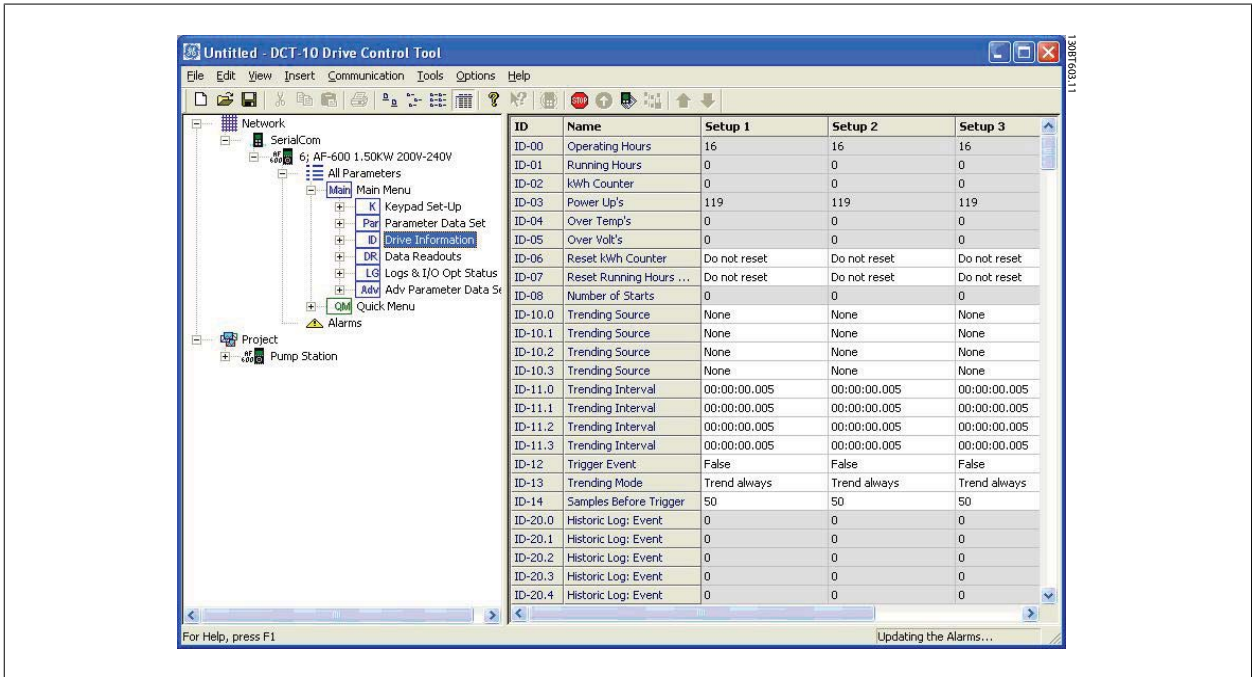 Untitled - DCT-10 Drive Control Tool
130BT603.11
File Edit View Insert Communication Tools Options Help
STOP
Network
SerialCom
AF 600 6; AF-600 1.50KW 200V-240V
All Parameters
Main Main Menu
K Keypad Set-Up
Par Parameter Data Set
ID Drive Information
DR Data Readouts
LG Logs & I/O Opt Status
Adv Adv Parameter Data Se
QM Quick Menu
Alarms
Project
AF 600 Pump Station
ID Name Setup 1 Setup 2 Setup 3
ID-00 Operating Hours 16 16 16
ID-01 Running Hours 0 0 0
ID-02 kWh Counter 0 0 0
ID-03 Power Up's 119 119 119
ID-04 Over Temp's 0 0 0
ID-05 Over Volt's 0 0 0
ID-06 Reset kWh Counter Do not reset Do not reset Do not reset
ID-07 Reset Running Hours ... Do not reset Do not reset Do not reset
ID-08 Number of Starts 0 0 0
ID-10.0 Trending Source None None None
ID-10.1 Trending Source None None None
ID-10.2 Trending Source None None None
ID-10.3 Trending Source None None None
ID-11.0 Trending Interval 00:00:00.005 00:00:00.005 00:00:00.005
ID-11.1 Trending Interval 00:00:00.005 00:00:00.005 00:00:00.005
ID-11.2 Trending Interval 00:00:00.005 00:00:00.005 00:00:00.005
ID-11.3 Trending Interval 00:00:00.005 00:00:00.005 00:00:00.005
ID-12 Trigger Event False False False
ID-13 Trending Mode Trend always Trend always Trend always
ID-14 Samples Before Trigger 50 50 50
ID-20.0 Historic Log: Event 0 0 0
ID-20.1 Historic Log: Event 0 0 0
ID-20.2 Historic Log: Event 0 0 0
ID-20.3 Historic Log: Event 0 0 0
ID-20.4 Historic Log: Event 0 0 0
For Help, press F1
Updating the Alarms...